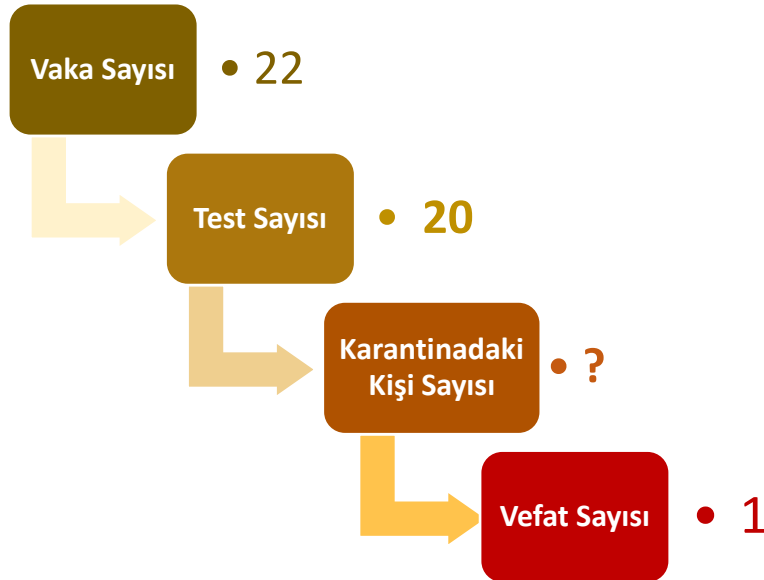 Vaka Sayısı
• 22
Test Sayısı
• 20
Karantinadaki
Kişi Sayısı
• ?
Vefat Sayısı
• 1